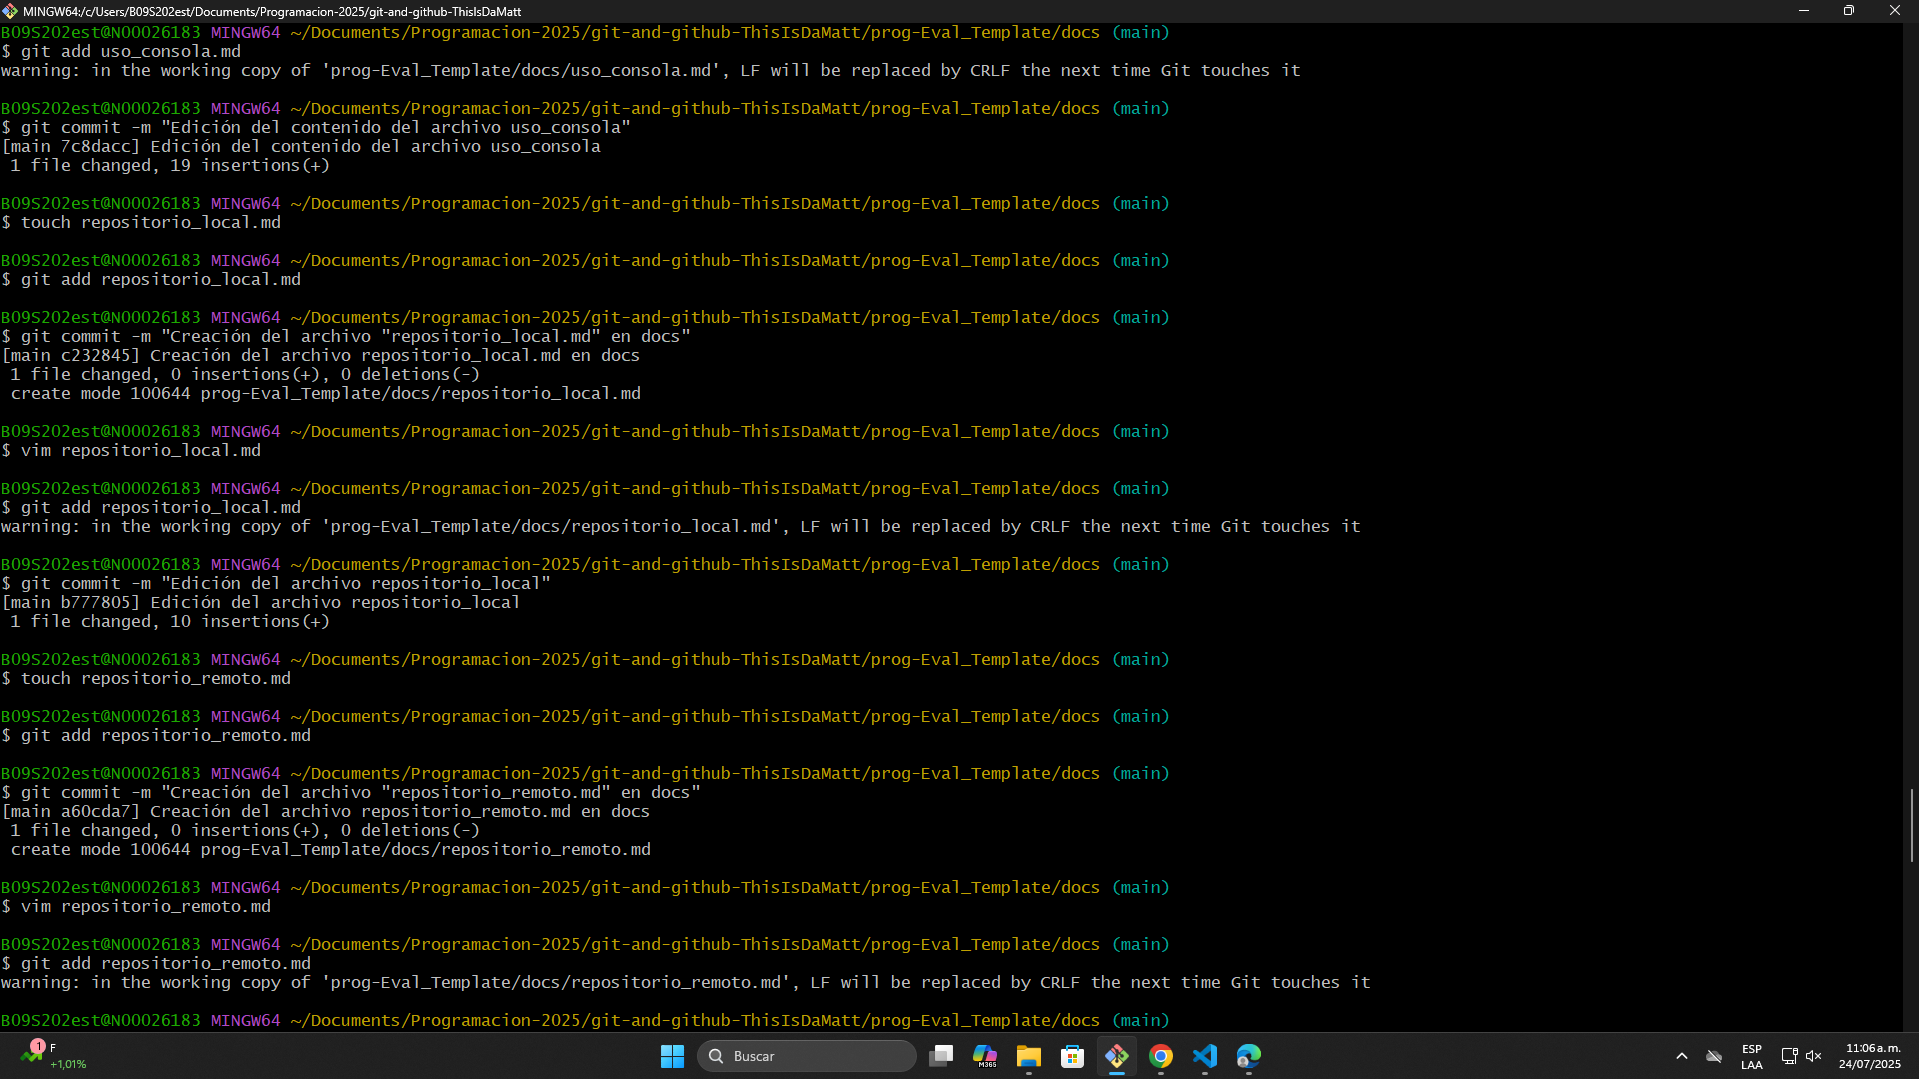 MINGW64:/c/Users/B09S202est/Documents/Programacion-2025/git-and-github-ThisIsDaMatt
B09S202est@N00026183 MINGW64 ~/Documents/Programacion-2025/git-and-github-ThisIsDaMatt/prog-Eval_Template/docs (main)
$ git add uso_consola.md
warning: in the working copy of 'prog-Eval_Template/docs/uso_consola.md', LF will be replaced by CRLF the next time Git touches it
B09S202est@N00026183 MINGW64 ~/Documents/Programacion-2025/git-and-github-ThisIsDaMatt/prog-Eval_Template/docs (main)
$ git commit -m "Edición del contenido del archivo uso_consola"
[main 7c8dacc] Edición del contenido del archivo uso_consola
1 file changed, 19 insertions(+)
B09S202est@N00026183 MINGW64 ~/Documents/Programacion-2025/git-and-github-ThisIsDaMatt/prog-Eval_Template/docs (main)
$ touch repositorio_local.md
B09S202est@N00026183 MINGW64 ~/Documents/Programacion-2025/git-and-github-ThisIsDaMatt/prog-Eval_Template/docs (main)
$ git add repositorio_local.md
B09S202est@N00026183 MINGW64 ~/Documents/Programacion-2025/git-and-github-ThisIsDaMatt/prog-Eval_Template/docs (main)
$ git commit -m "Creación del archivo "repositorio_local.md" en docs"
[main c232845] Creación del archivo repositorio_local.md en docs
1 file changed, 0 insertions(+), 0 deletions(-)
create mode 100644 prog-Eval_Template/docs/repositorio_local.md
B09S202est@N00026183 MINGW64 ~/Documents/Programacion-2025/git-and-github-ThisIsDaMatt/prog-Eval_Template/docs (main)
$ vim repositorio_local.md
B09S202est@N00026183 MINGW64 ~/Documents/Programacion-2025/git-and-github-ThisIsDaMatt/prog-Eval_Template/docs (main)
$ git add repositorio_local.md
warning: in the working copy of 'prog-Eval_Template/docs/repositorio_local.md', LF will be replaced by CRLF the next time Git touches it
B09S202est@N00026183 MINGW64 ~/Documents/Programacion-2025/git-and-github-ThisIsDaMatt/prog-Eval_Template/docs (main)
$ git commit -m "Edición del archivo repositorio_local"
[main b777805] Edición del archivo repositorio_local
1 file changed, 10 insertions(+)
B09S202est@N00026183 MINGW64 ~/Documents/Programacion-2025/git-and-github-ThisIsDaMatt/prog-Eval_Template/docs (main)
$ touch repositorio_remoto.md
B09S202est@N00026183 MINGW64 ~/Documents/Programacion-2025/git-and-github-ThisIsDaMatt/prog-Eval_Template/docs (main)
$ git add repositorio_remoto.md
B09S202est@N00026183 MINGW64 ~/Documents/Programacion-2025/git-and-github-ThisIsDaMatt/prog-Eval_Template/docs (main)
$ git commit -m "Creación del archivo "repositorio_remoto.md" en docs"
[main a60cda7] Creación del archivo repositorio_remoto.md en docs
1 file changed, 0 insertions(+), 0 deletions(-)
create mode 100644 prog-Eval_Template/docs/repositorio_remoto.md
B09S202est@N00026183 MINGW64 ~/Documents/Programacion-2025/git-and-github-ThisIsDaMatt/prog-Eval_Template/docs (main)
$ vim repositorio_remoto.md
B09S202est@N00026183 MINGW64 ~/Documents/Programacion-2025/git-and-github-ThisIsDaMatt/prog-Eval_Template/docs (main)
$ git add repositorio_remoto.md
warning: in the working copy of 'prog-Eval_Template/docs/repositorio_remoto.md', LF will be replaced by CRLF the next time Git touches it
B09S202est@N00026183 MINGW64 ~/Documents/Programacion-2025/git-and-github-ThisIsDaMatt/prog-Eval_Template/docs (main)
1
F
+1,01%
Buscar
M365
ESP
LAA
11:06 a. m.
24/07/2025